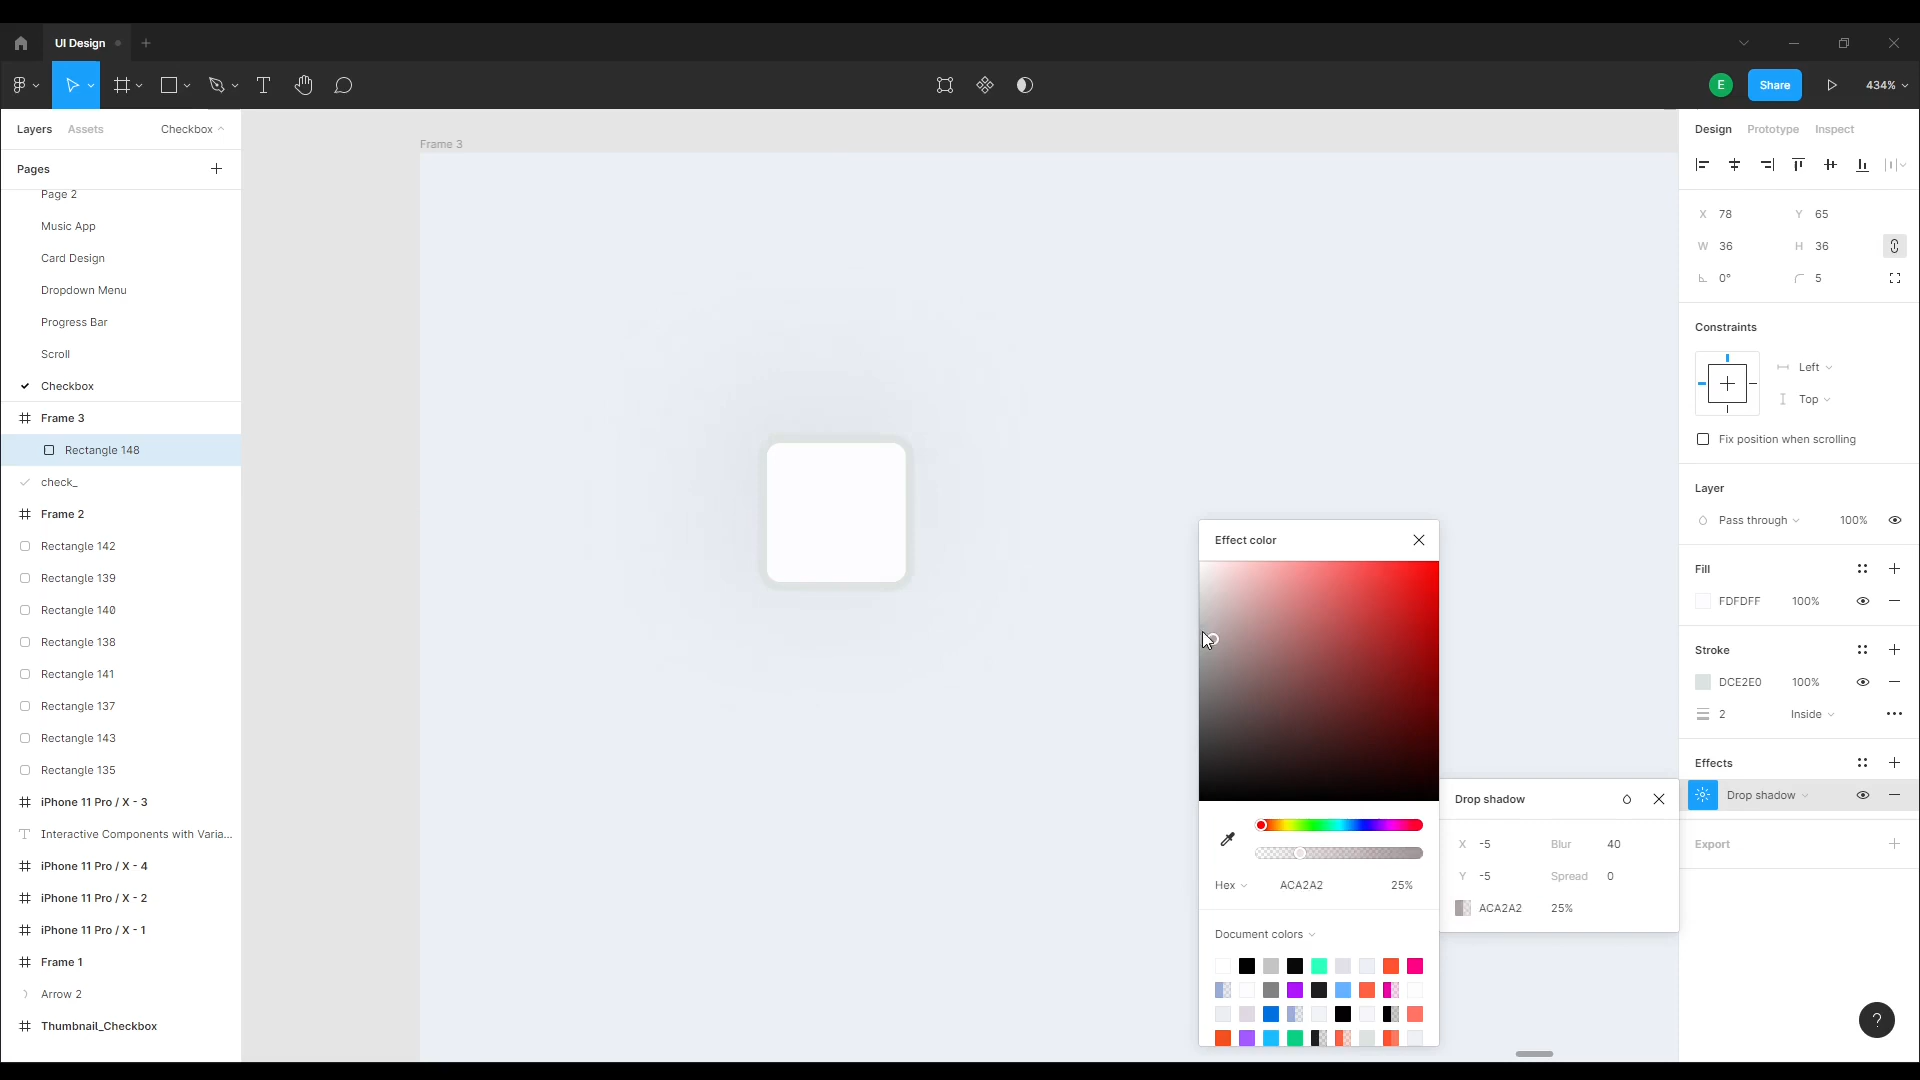 UI Design
E
Share
434%
Layers
Assets
Checkbox
Pages
Page 2
Music App
Card Design
Dropdown Menu
Progress Bar
Scroll
Checkbox
Frame 3
Rectangle 148
check_
Frame 2
Rectangle 142
Rectangle 139
Rectangle 140
Rectangle 138
Rectangle 141
Rectangle 137
Rectangle 143
Rectangle 135
iPhone 11 Pro / X - 3
Interactive Components with Varia...
iPhone 11 Pro / X - 4
iPhone 11 Pro / X - 2
iPhone 11 Pro / X - 1
Frame 1
Arrow 2
Thumbnail_Checkbox
Frame 3
Effect color
Hex
ACA2A2
25%
Document colors
Drop shadow
X -5
Blur 40
Y -5
Spread 0
ACA2A2 25%
Design
Prototype
Inspect
X 78
Y 65
W 36
H 36
0°
5
Constraints
Left
Top
Fix position when scrolling
Layer
Pass through
100%
Fill
FDFDFF 100%
Stroke
DCE2E0 100%
2
Inside
Effects
Drop shadow
Export
?